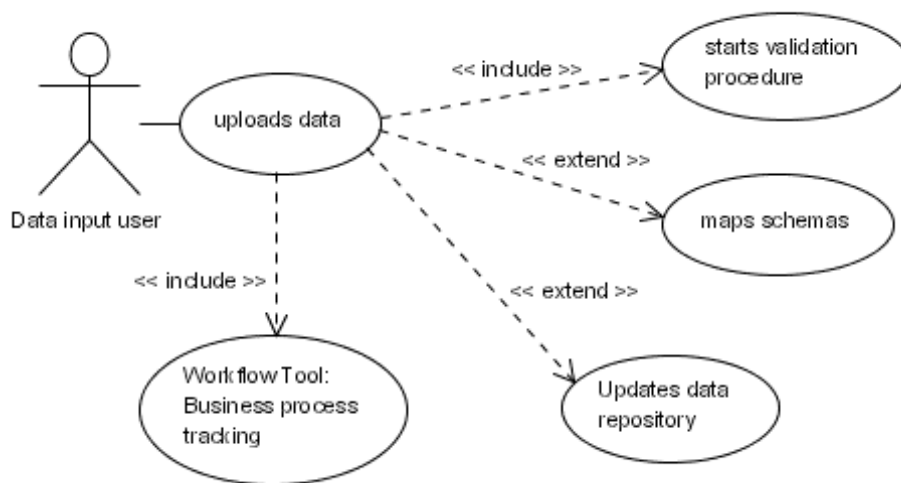 starts validation
procedure
<< include >>
uploads data
<< extend >>
maps schemas
Data input user
<< include >>
<< extend >>
Workflow Tool:
Business process
tracking
Updates data
repository